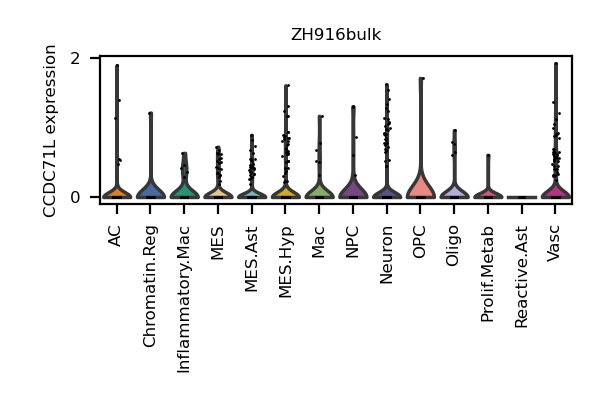 ZH916bulk
CCDC71L expression
2
0
AC
Chromatin.Reg
Inflammatory.Mac
MES
MES.Ast
MES.Hyp
Mac
NPC
Neuron
OPC
Oligo
Prolif.Metab
Reactive.Ast
Vasc